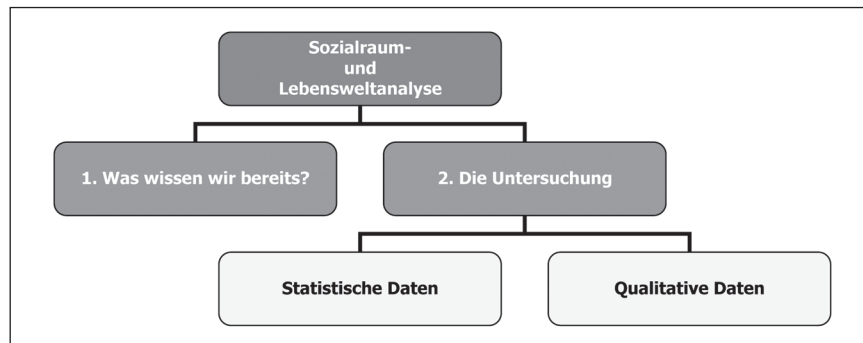 Sozialraum-
und
Lebensweltanalyse
1. Was wissen wir bereits?
2. Die Untersuchung
Statistische Daten
Qualitative Daten